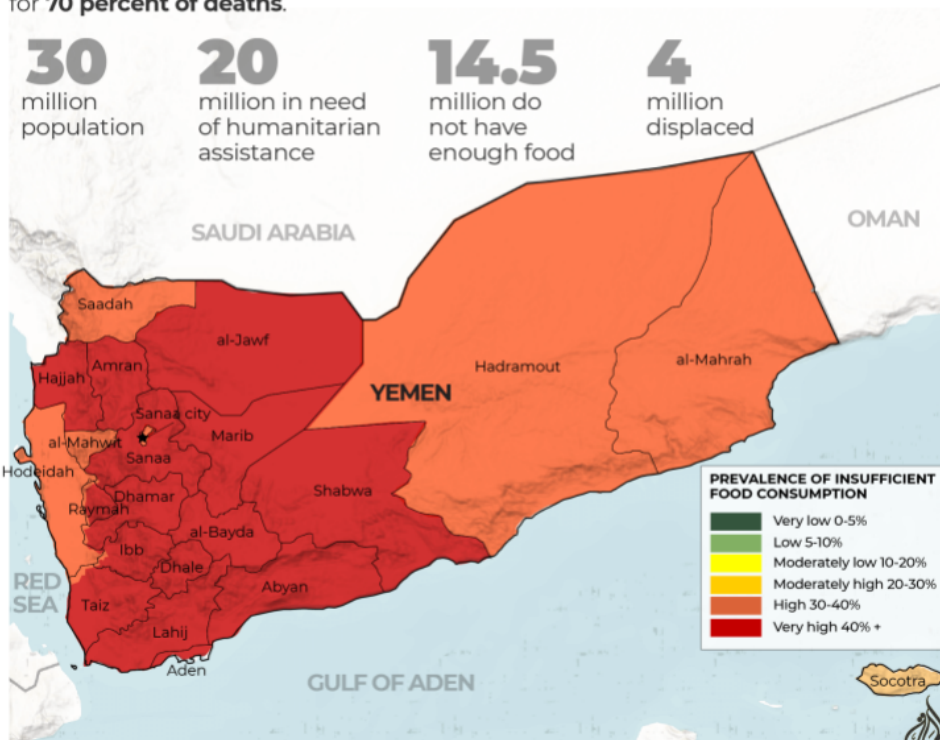 for 70 percent of deaths.
30
million
population
20
million in need
of humanitarian
assistance
14.5
million do
not have
enough food
4
million
displaced
SAUDI ARABIA
OMAN
Saadah
al-Jawf
Hajjah
Amran
Hadramout
al-Mahrah
YEMEN
Sanaa city
al-Mahwit
Marib
Sanaa
Hodeidah
Shabwa
Dhamar
Raymah
al-Bayda
Ibb
Dhale
Abyan
RED
SEA
Taiz
Lahij
Aden
GULF OF ADEN
PREVALENCE OF INSUFFICIENT
FOOD CONSUMPTION
Very low 0-5%
Low 5-10%
Moderately low 10-20%
Moderately high 20-30%
High 30-40%
Very high 40% +
Socotra